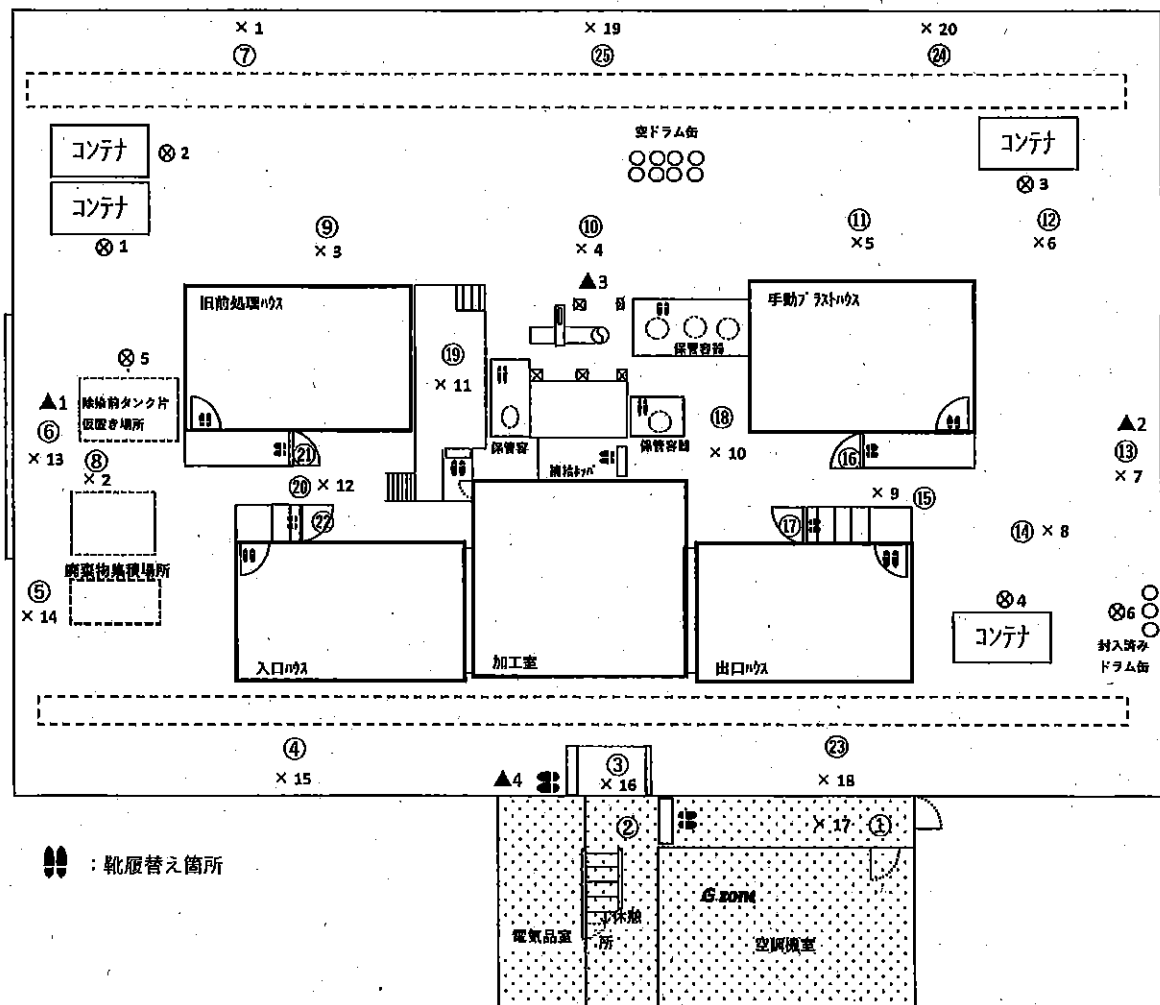 × 1
× 19
× 20
⑦
㉕
㉔
コンテナ
⊗ 2
空ドラム缶
コンテナ
⊗ 3
コンテナ
⊗ 1
⑨
× 3
⑩
× 4
⑪
×5
⑫
×6
▲3
旧前処理ハウス
手動ブラストハウス
保管容器
⊗ 5
⑲
× 11
▲1
除染前タンク片
仮置き場所
⑥
× 13
⑧
× 2
保管容
保管容器
⑱
× 10
▲2
⑬
× 7
㉑
⑯
⑳ × 12
× 9 ⑮
㉒
⑰
⑭ × 8
廃棄物集積場所
⑤
× 14
⊗4
コンテナ
⊗6
封入済み
ドラム缶
入口ハウス
加工室
出口ハウス
④
× 15
▲4
③
× 16
㉓
× 18
②
× 17 ①
：靴履替え箇所
G zone
休憩
所
電気品室
空調機室